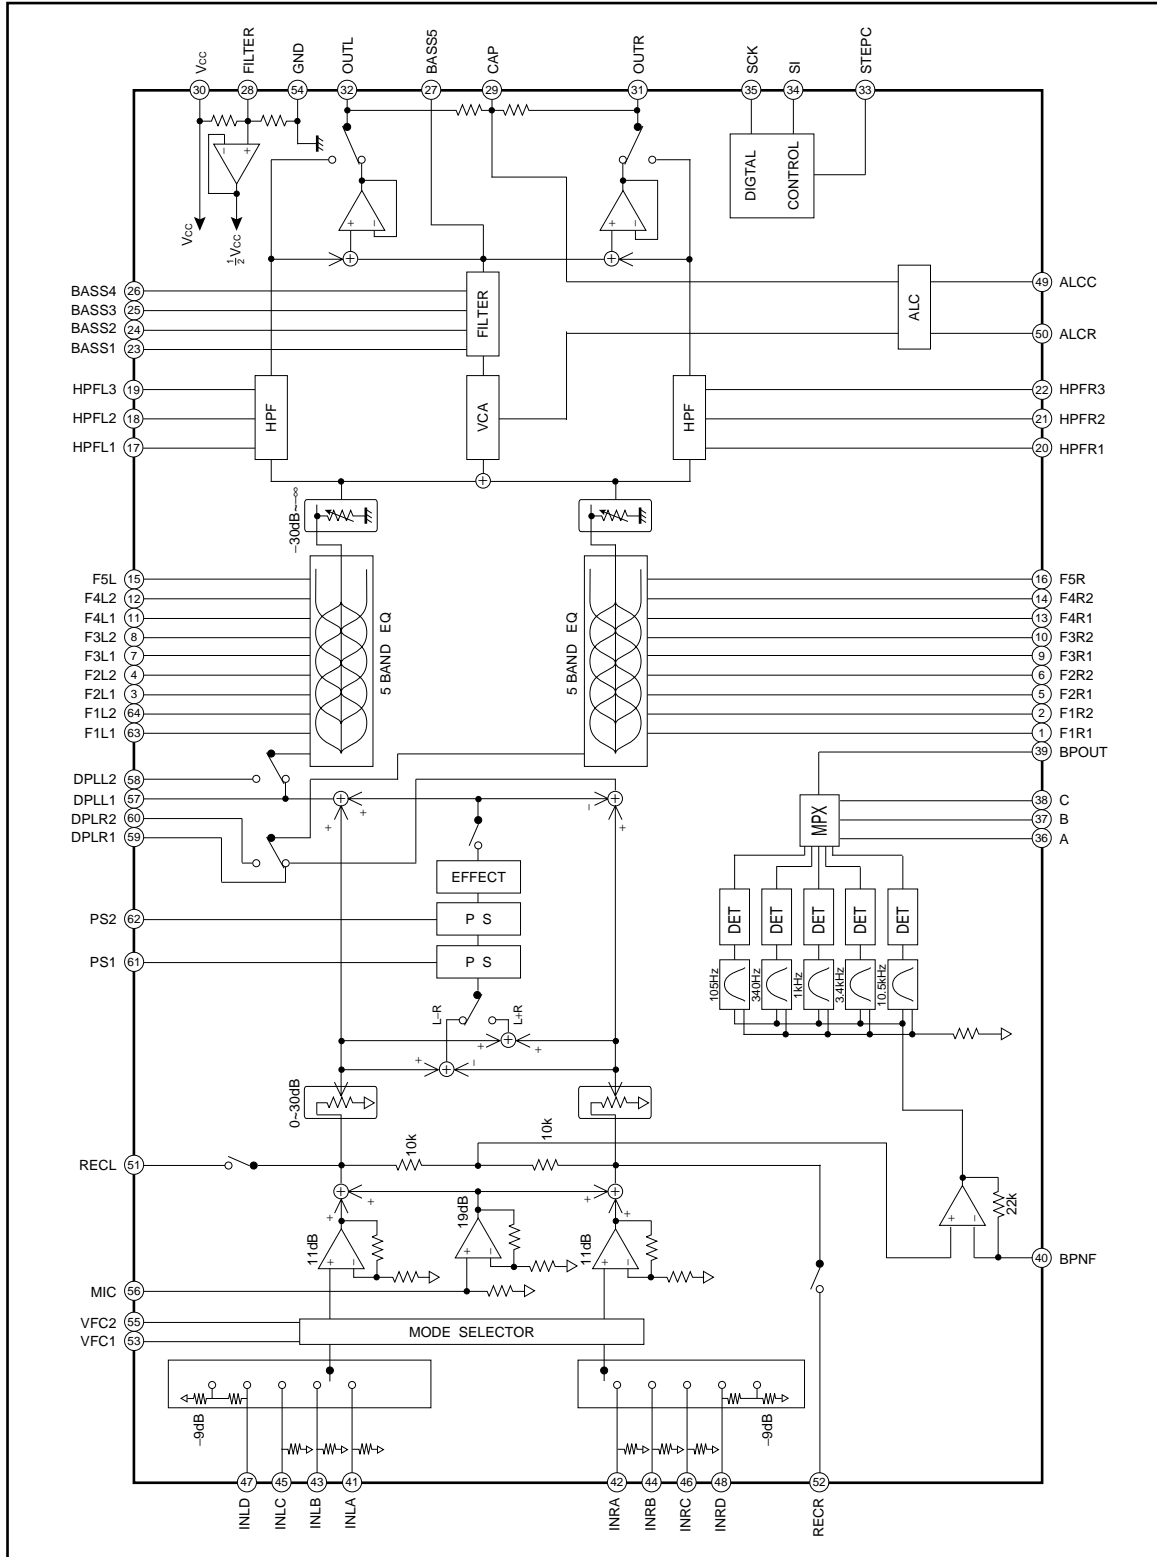 VCC
FILTER
GND
OUTL
BASS5
CAP
OUTR
SCK
SI
STEPC
30
28
54
32
27
29
31
35
34
33
DIGTAL
CONTROL
VCC
1/2 VCC
+
−
+
−
+
−
+
+
BASS4 26
BASS3 25
BASS2 24
BASS1 23
FILTER
ALC
49 ALCC
50 ALCR
HPFL3 19
HPFL2 18
HPFL1 17
HPF
VCA
HPF
22 HPFR3
21 HPFR2
20 HPFR1
+
−30dB~∞
F5L 15
F4L2 12
F4L1 11
F3L2 8
F3L1 7
F2L2 4
F2L1 3
F1L2 64
F1L1 63
5 BAND EQ
5 BAND EQ
16 F5R
14 F4R2
13 F4R1
10 F3R2
9 F3R1
6 F2R2
5 F2R1
2 F1R2
1 F1R1
39 BPOUT
DPLL2 58
DPLL1 57
DPLR2 60
DPLR1 59
+
+
+
+
−
+
MPX
38 C
37 B
36 A
EFFECT
P S
P S
PS2 62
PS1 61
DET
DET
DET
DET
DET
105Hz
340Hz
1kHz
3.4kHz
10.5kHz
L−R
L+R
+
+
+
+
+
−
0~30dB
10k
10k
RECL 51
+
+
+
+
+
+
11dB
19dB
11dB
+
−
+
−
+
−
+
−
22k
40 BPNF
MIC 56
VFC2 55
VFC1 53
MODE SELECTOR
−9dB
−9dB
47
45
43
41
42
44
46
48
52
INLD
INLC
INLB
INLA
INRA
INRB
INRC
INRD
RECR